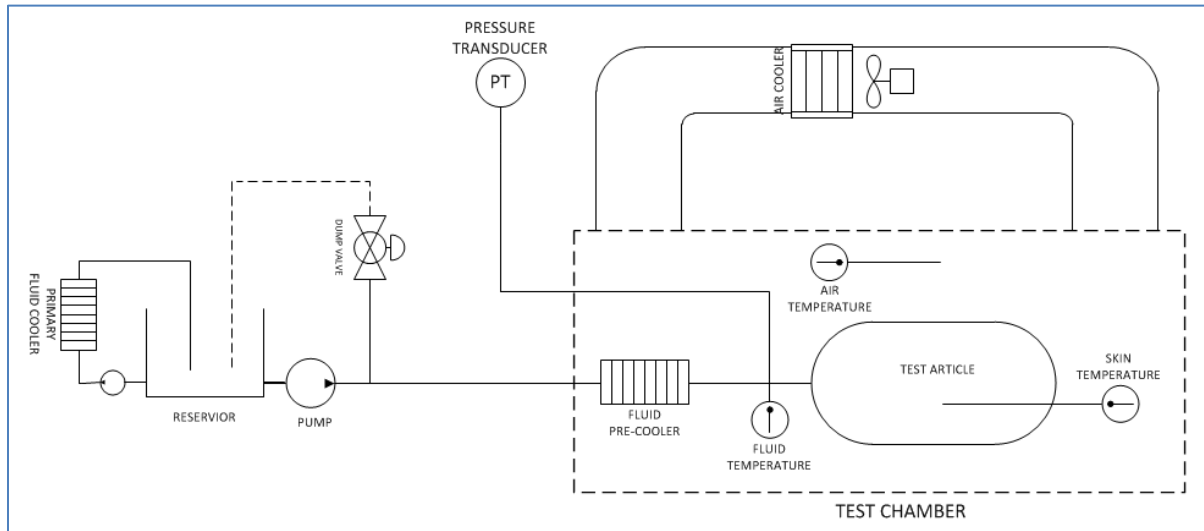 PRESSURE
TRANSDUCER
PT
AIR COOLER
DUMP VALVE
PRIMARY
FLUID COOLER
RESERVIOR
PUMP
FLUID
PRE-COOLER
FLUID
TEMPERATURE
AIR
TEMPERATURE
TEST ARTICLE
SKIN
TEMPERATURE
TEST CHAMBER